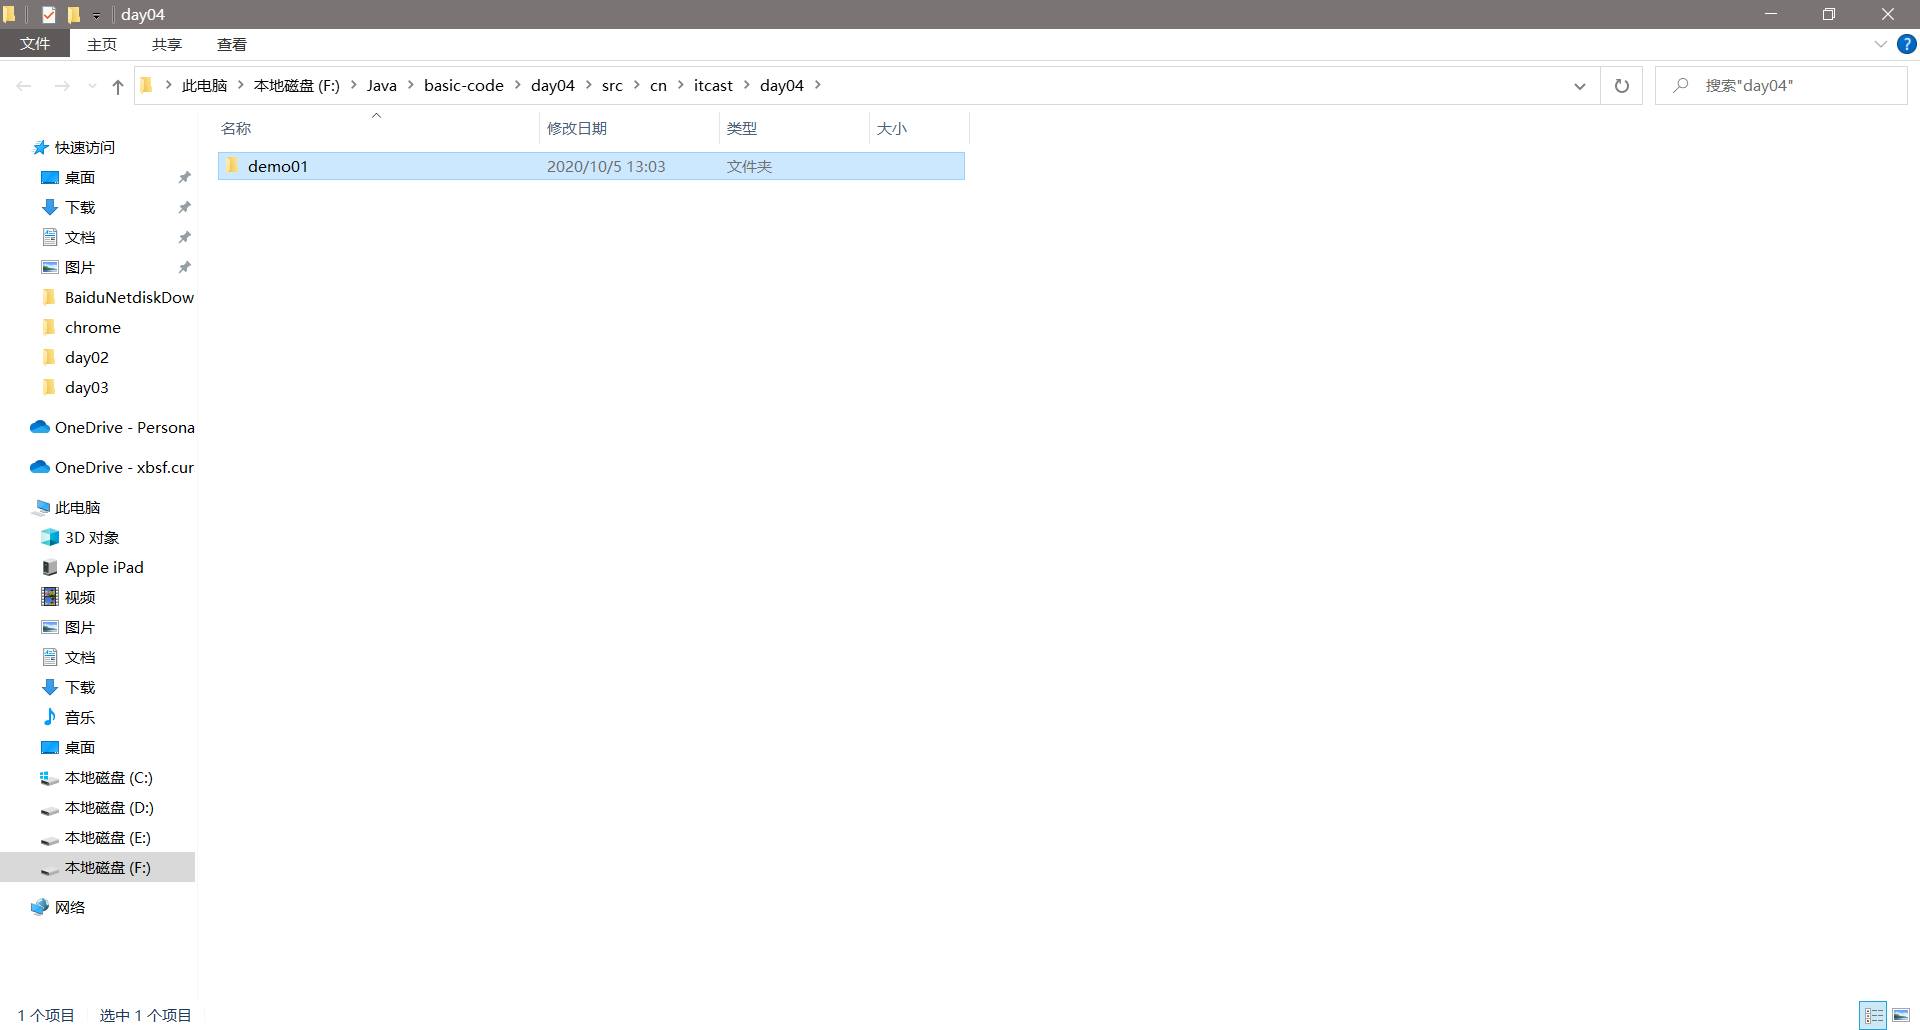 day04
文件 主页 共享 查看
此电脑 本地磁盘 (F:) Java basic-code day04 src cn itcast day04 搜索"day04"
名称 修改日期 类型 大小
demo01 2020/10/5 13:03 文件夹
快速访问
桌面
下载
文档
图片
BaiduNetdiskDow
chrome
day02
day03
OneDrive - Persona
OneDrive - xbsf.cur
此电脑
3D 对象
Apple iPad
视频
图片
文档
下载
音乐
桌面
本地磁盘 (C:)
本地磁盘 (D:)
本地磁盘 (E:)
本地磁盘 (F:)
网络
1 个项目 选中 1 个项目